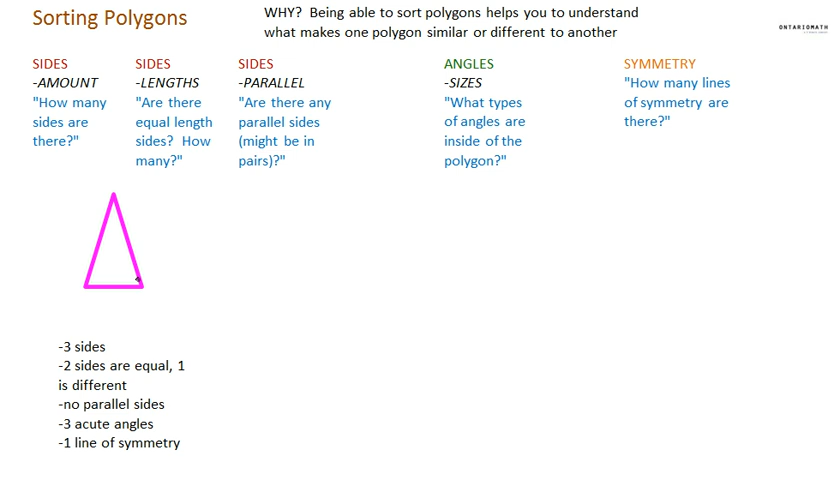 Sorting Polygons
WHY? Being able to sort polygons helps you to understand
what makes one polygon similar or different to another
ONTARIOMATH
SIDES
-AMOUNT
"How many
sides are
there?"
SIDES
-LENGTHS
"Are there
equal length
sides? How
many?"
SIDES
-PARALLEL
"Are there any
parallel sides
(might be in
pairs)?"
ANGLES
-SIZES
"What types
of angles are
inside of the
polygon?"
SYMMETRY
"How many lines
of symmetry are
there?"
-3 sides
-2 sides are equal, 1
is different
-no parallel sides
-3 acute angles
-1 line of symmetry